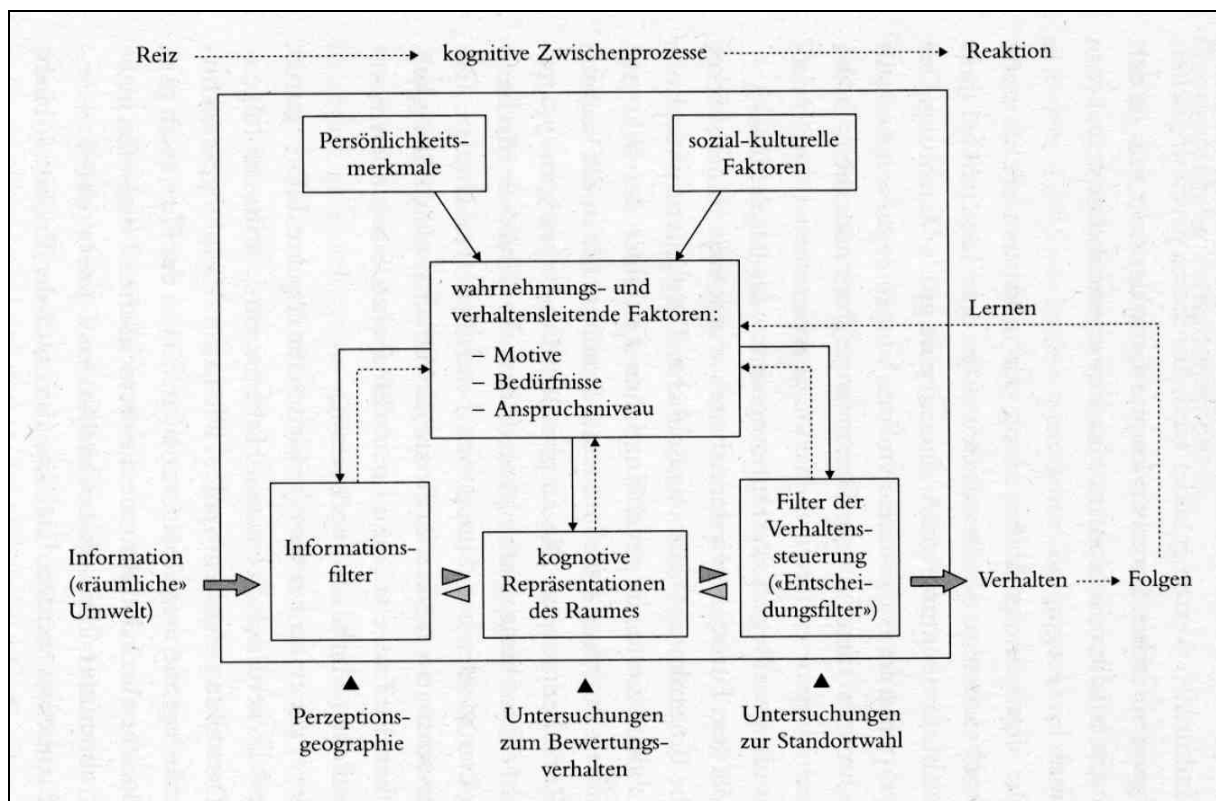 Reiz kognitive Zwischenprozesse Reaktion
Persönlichkeits-
merkmale
sozial-kulturelle
Faktoren
wahrnehmungs- und
verhaltensleitende Faktoren:
– Motive
– Bedürfnisse
– Anspruchsniveau
Lernen
Information
(«räumliche»
Umwelt)
Informations-
filter
kognotive
Repräsentationen
des Raumes
Filter der
Verhaltens-
steuerung
(«Entschei-
dungsfilter»)
Verhalten
Folgen
Perzeptions-
geographie
Untersuchungen
zum Bewertungs-
verhalten
Untersuchungen
zur Standortwahl